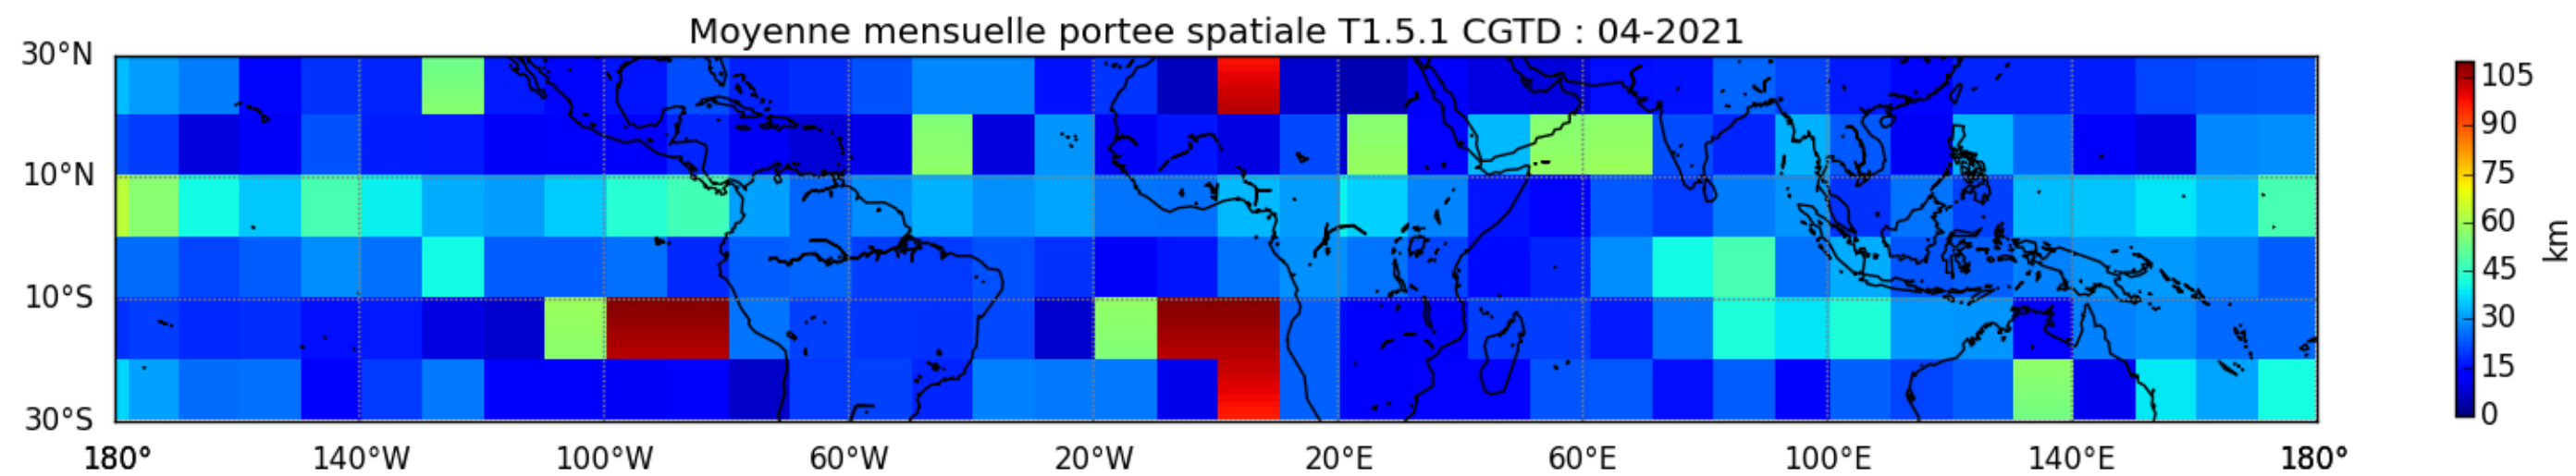 Moyenne mensuelle portee spatiale T1.5.1 CGTD : 04-2021
30°N
10°N
10°S
30°S
180° 140°W 100°W 60°W 20°W 20°E 60°E 100°E 140°E 180°
105
90
75
60
45
30
15
0
km